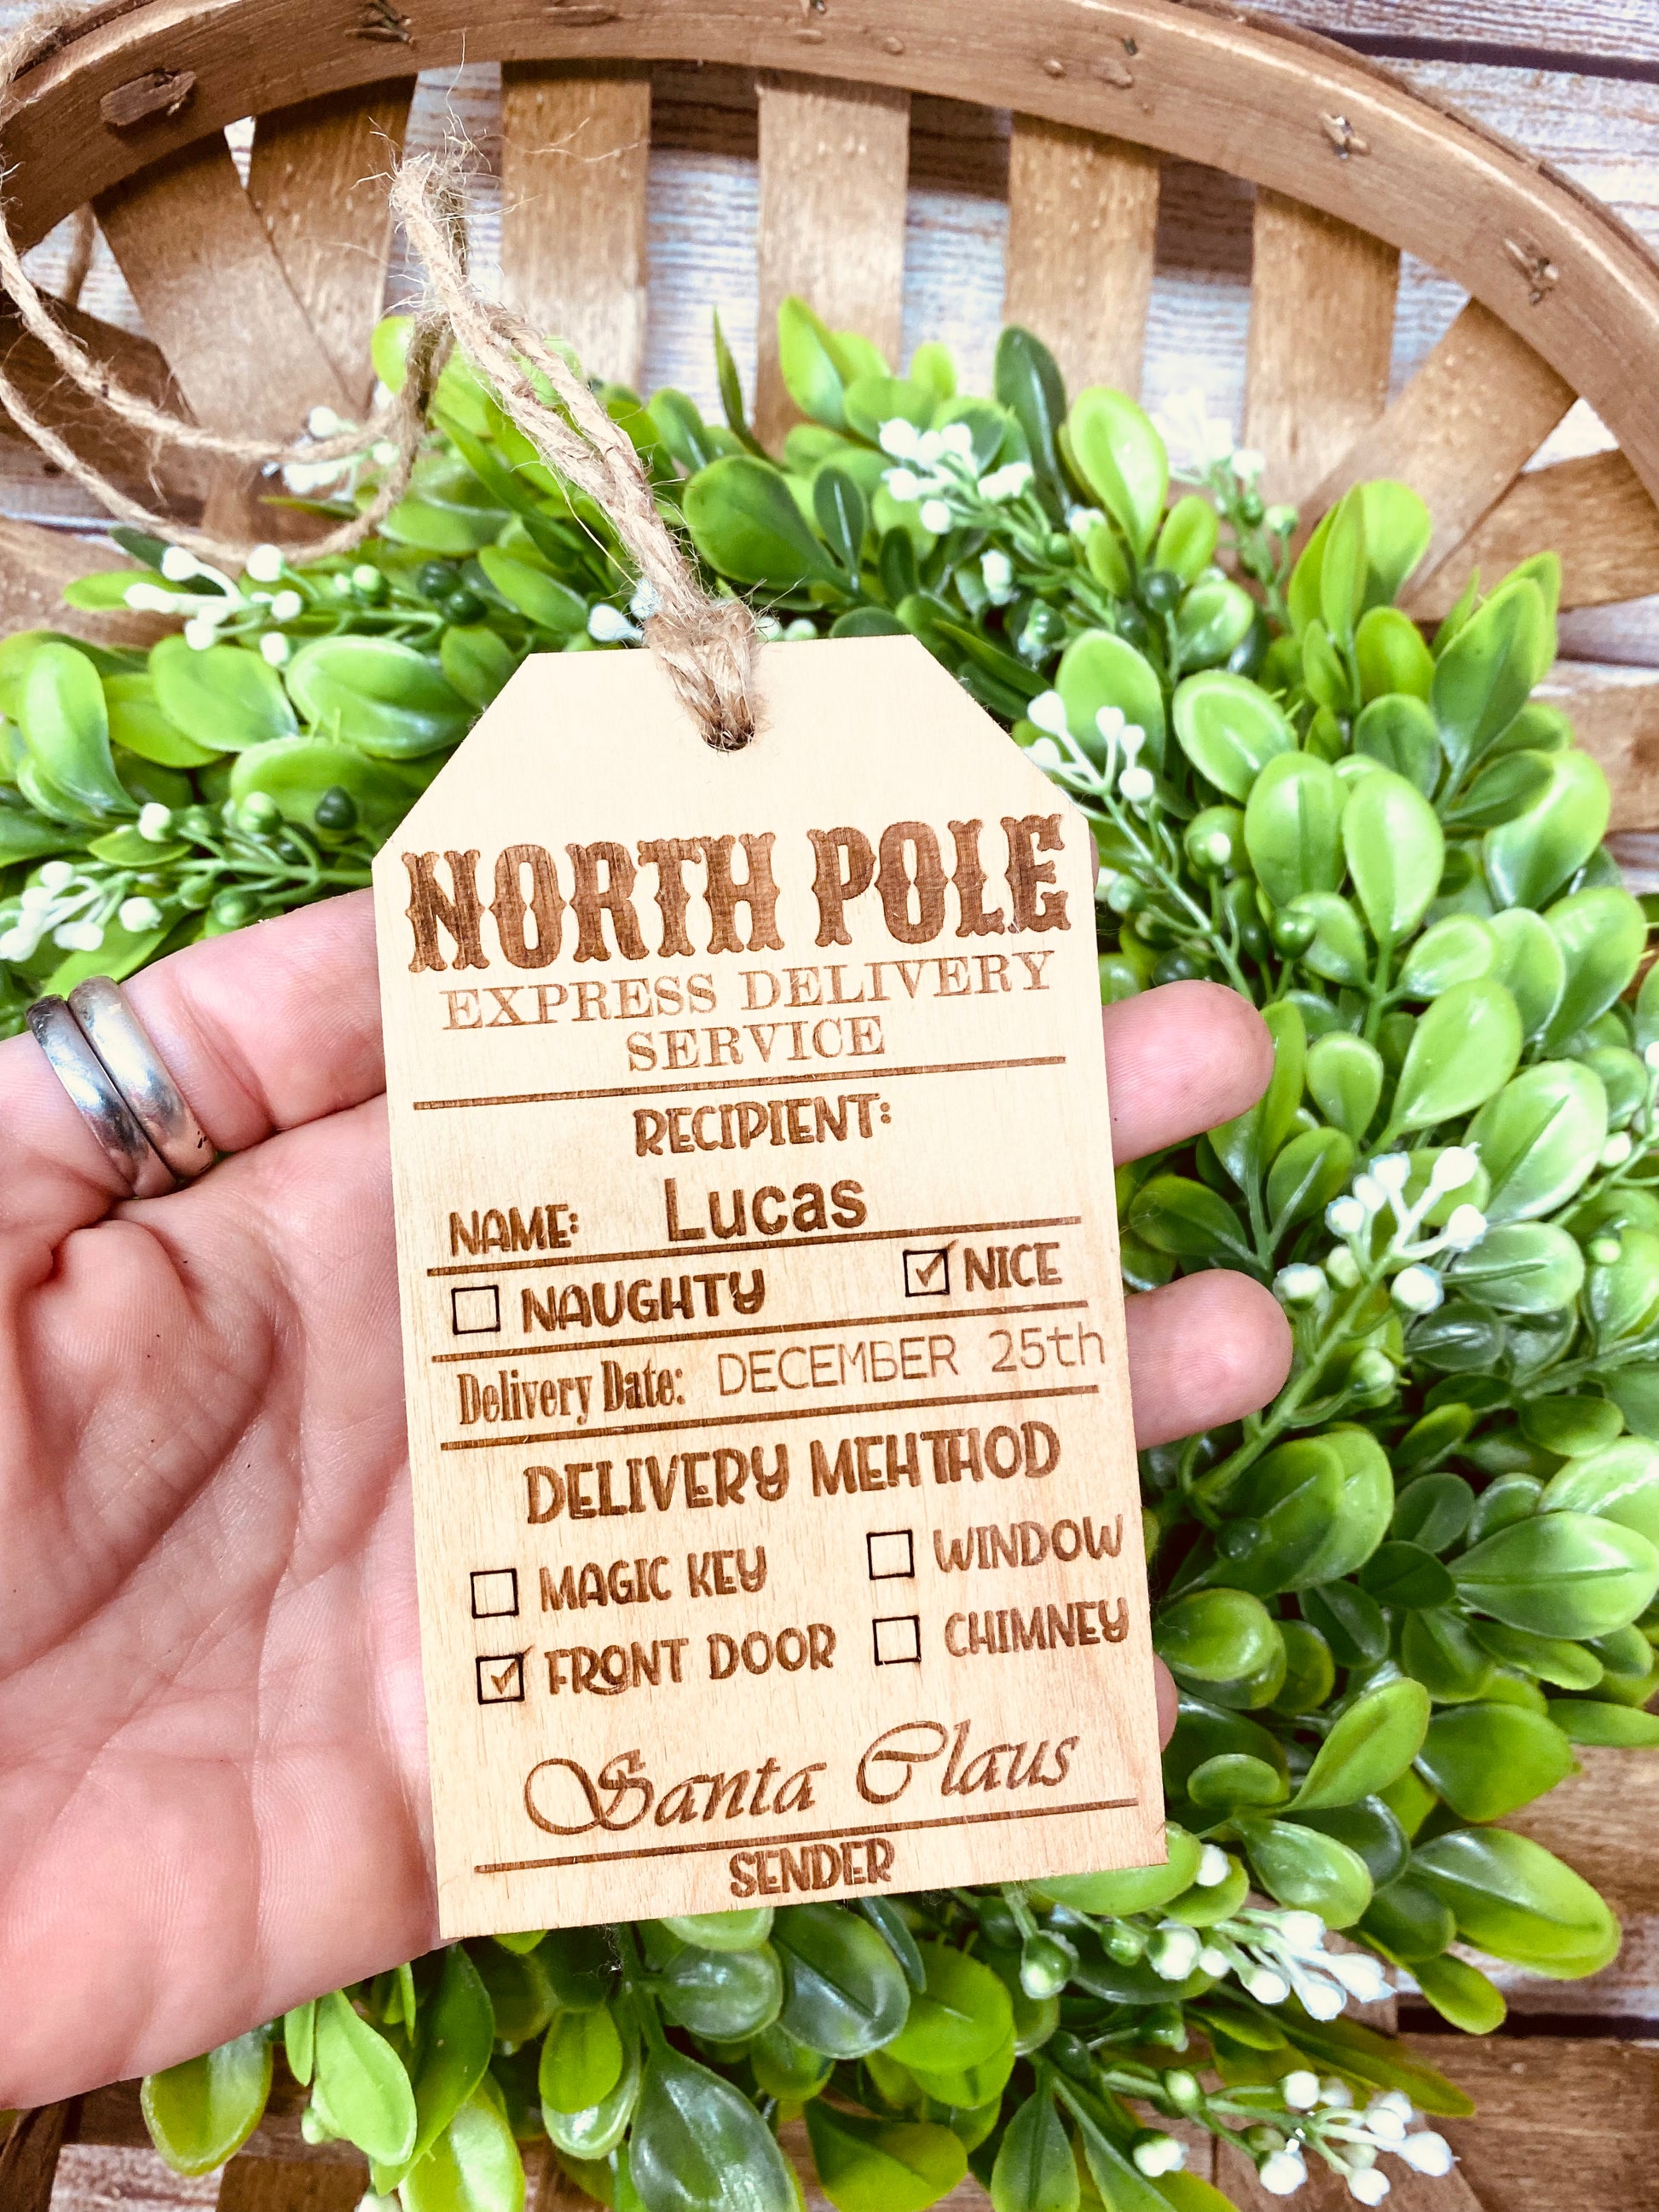 NORTH POLE
EXPRESS DELIVERY
SERVICE
RECIPIENT:
NAME: Lucas
☐ NAUGHTY ☑ NICE
Delivery Date: DECEMBER 25th
DELIVERY MEHTHOD
☐ MAGIC KEY ☐ WINDOW
☑ FRONT DOOR ☐ CHIMNEY
Santa Claus
SENDER